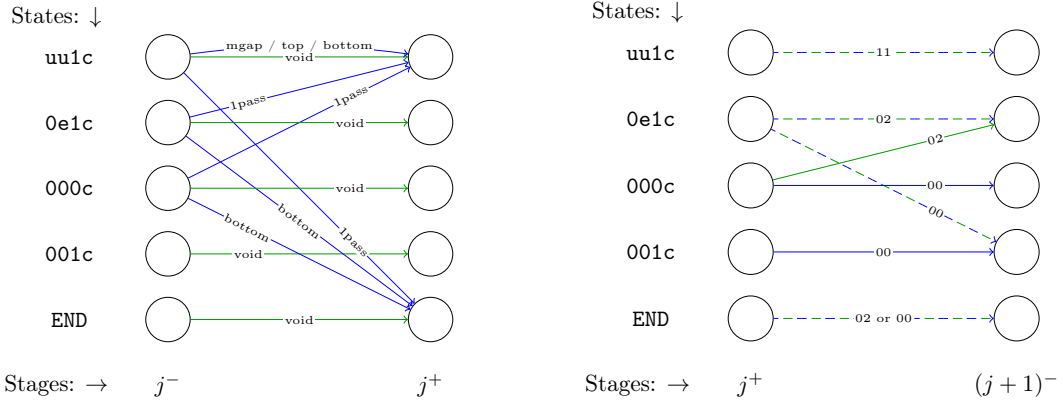 States: ↓
uu1c
0e1c
000c
001c
END
mgap / top / bottom
void
1pass
1pass
void
void
bottom
bottom
1pass
void
void
Stages: → j⁻ j⁺
States: ↓
uu1c
0e1c
000c
001c
END
11
02
02
00
00
00
02 or 00
Stages: → j⁺ (j + 1)⁻